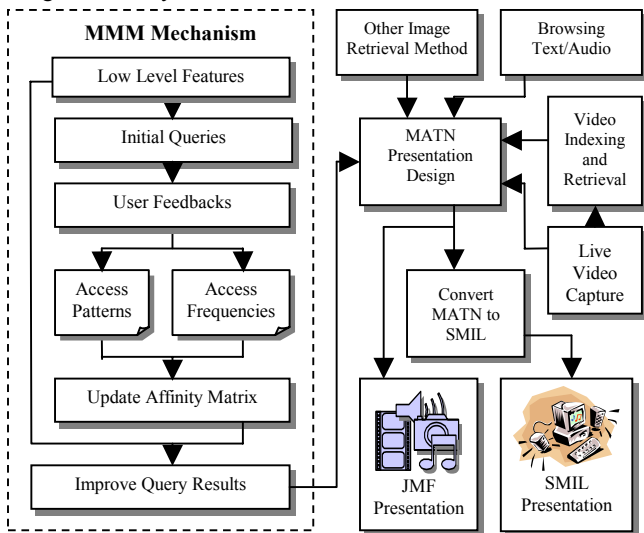 MMM Mechanism
Low Level Features
Initial Queries
User Feedbacks
Access
Patterns
Access
Frequencies
Update Affinity Matrix
Improve Query Results
Other Image
Retrieval Method
Browsing
Text/Audio
MATN
Presentation
Design
Video
Indexing
and
Retrieval
Live
Video
Capture
Convert
MATN to
SMIL
JMF
Presentation
SMIL
Presentation